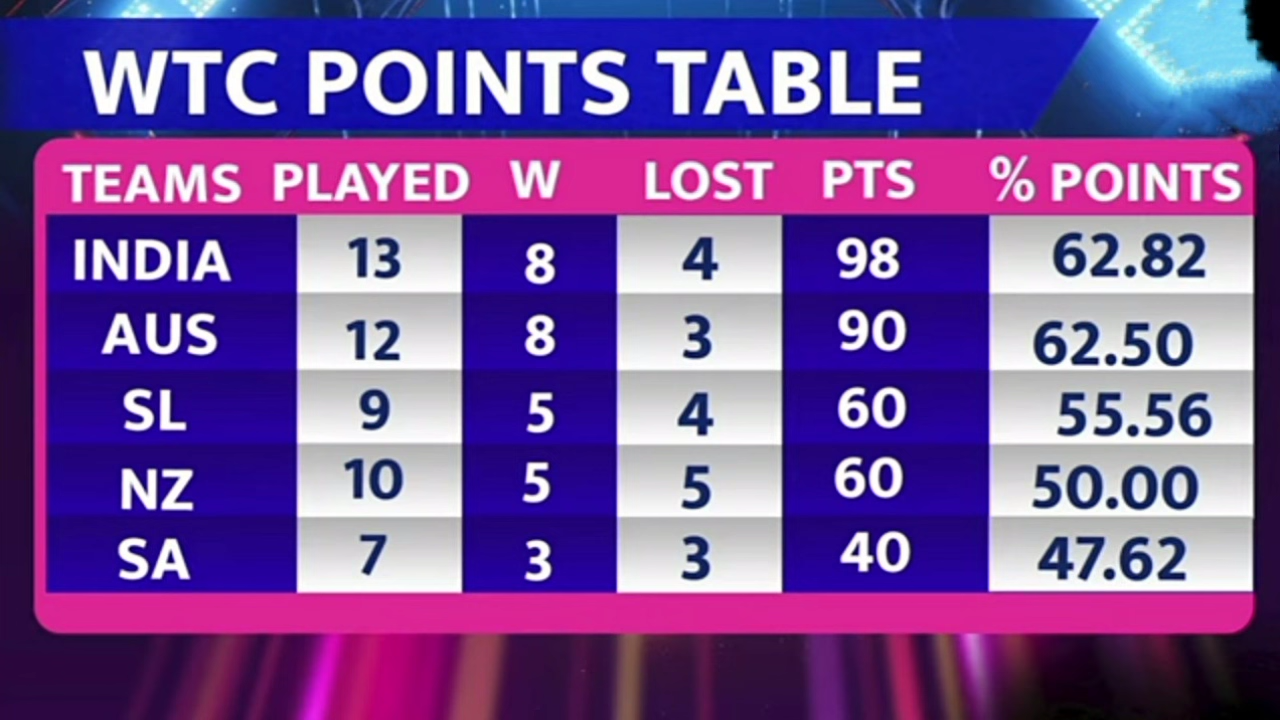 WTC POINTS TABLE
TEAMS PLAYED W LOST PTS % POINTS
INDIA 13 8 4 98 62.82
AUS 12 8 3 90 62.50
SL 9 5 4 60 55.56
NZ 10 5 5 60 50.00
SA 7 3 3 40 47.62